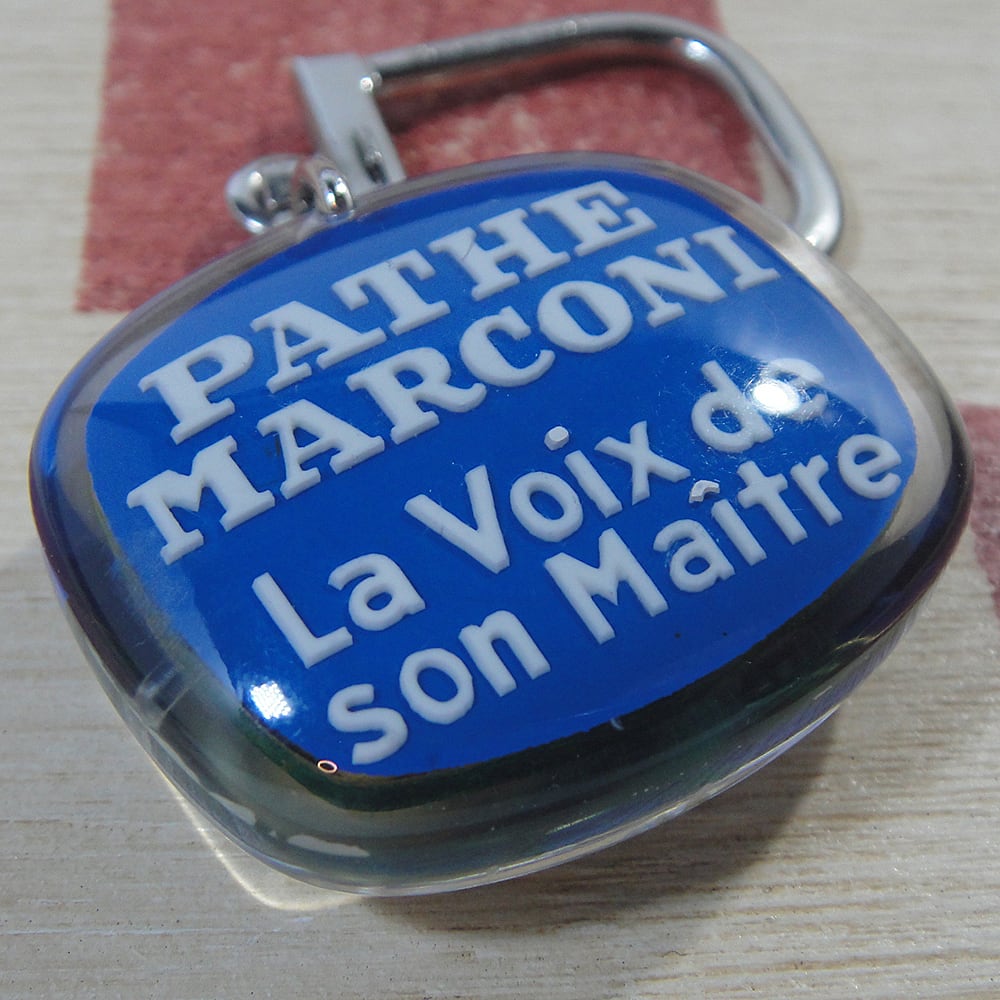 PATHE
MARCONI
La Voix de
son Maître